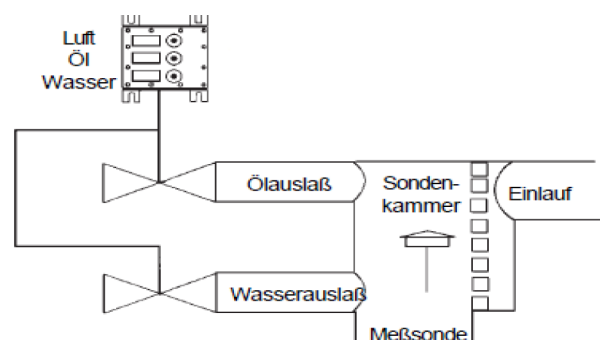 Luft
Öl
Wasser
Ölauslaß
Sonden-
kammer
Einlauf
Wasserauslaß
Meßsonde